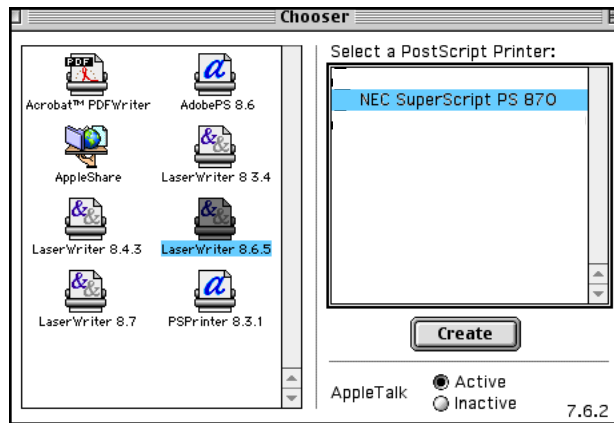 Chooser
Select a PostScript Printer:
PDF
Acrobat™ PDFWriter
AdobePS 8.6
NEC SuperScript PS 870
AppleShare
LaserWriter 8 3.4
LaserWriter 8.4.3
LaserWriter 8.6.5
LaserWriter 8.7
PSPrinter 8.3.1
Create
AppleTalk
Active
Inactive
7.6.2